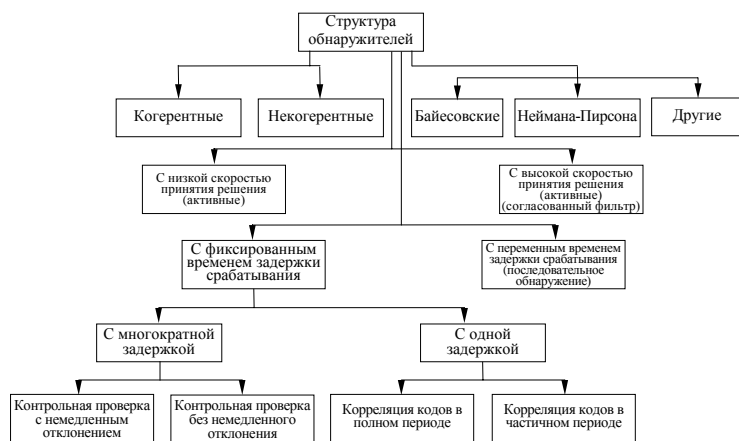 Структура
обнаружителей
Когерентные
Некогерентные
Байесовские
Неймана-Пирсона
Другие
С низкой скоростью
принятия решения
(активные)
С высокой скоростью
принятия решения
(активные)
(согласованный фильтр)
С фиксированным
временем задержки
срабатывания
С переменным временем
задержки срабатывания
(последовательное
обнаружение)
С многократной
задержкой
С одной
задержкой
Контрольная проверка
с немедленным
отклонением
Контрольная проверка
без немедленного
отклонения
Корреляция кодов в
полном периоде
Корреляция кодов в
частичном периоде